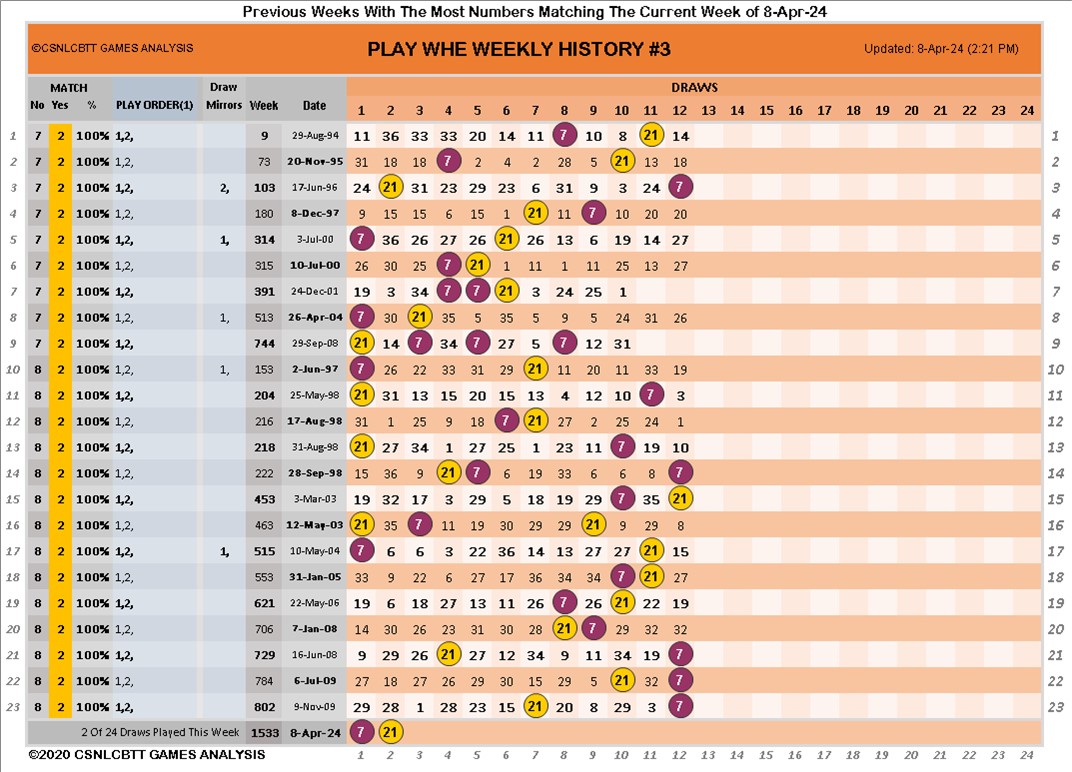 Previous Weeks With The Most Numbers Matching The Current Week of 8-Apr-24
©CSNLCBTT GAMES ANALYSIS PLAY WHE WEEKLY HISTORY #3 Updated: 8-Apr-24 (2:21 PM)
MATCH Draw DRAWS
No Yes % PLAY ORDER(1) Mirrors Week Date 1 2 3 4 5 6 7 8 9 10 11 12 13 14 15 16 17 18 19 20 21 22 23 24
1 7 2 100% 1,2, 9 29-Aug-94 11 36 33 33 20 14 11 7 10 8 21 14 1
2 7 2 100% 1,2, 73 20-Nov-95 31 18 18 7 2 4 2 28 5 21 13 18 2
3 7 2 100% 1,2, 2, 103 17-Jun-96 24 21 31 23 29 23 6 31 9 3 24 7 3
4 7 2 100% 1,2, 180 8-Dec-97 9 15 15 6 15 1 21 11 7 10 20 20 4
5 7 2 100% 1,2, 1, 314 3-Jul-00 7 36 26 27 26 21 26 13 6 19 14 27 5
6 7 2 100% 1,2, 315 10-Jul-00 26 30 25 7 21 1 11 1 11 25 13 27 6
7 7 2 100% 1,2, 391 24-Dec-01 19 3 34 7 7 21 3 24 25 1 7
8 7 2 100% 1,2, 1, 513 26-Apr-04 7 30 21 35 5 35 5 9 5 24 31 26 8
9 7 2 100% 1,2, 744 29-Sep-08 21 14 7 34 7 27 5 7 12 31 9
10 8 2 100% 1,2, 1, 153 2-Jun-97 7 26 22 33 31 29 21 11 20 11 33 19 10
11 8 2 100% 1,2, 204 25-May-98 21 31 13 15 20 15 13 4 12 10 7 3 11
12 8 2 100% 1,2, 216 17-Aug-98 31 1 25 9 18 7 21 27 2 25 24 1 12
13 8 2 100% 1,2, 218 31-Aug-98 21 27 34 1 27 25 1 23 11 7 19 10 13
14 8 2 100% 1,2, 222 28-Sep-98 15 36 9 21 7 6 19 33 6 6 8 7 14
15 8 2 100% 1,2, 453 3-Mar-03 19 32 17 3 29 5 18 19 29 7 35 21 15
16 8 2 100% 1,2, 463 12-May-03 21 35 7 11 19 30 29 29 21 9 29 8 16
17 8 2 100% 1,2, 1, 515 10-May-04 7 6 6 3 22 36 14 13 27 27 21 15 17
18 8 2 100% 1,2, 553 31-Jan-05 33 9 22 6 27 17 36 34 34 7 21 27 18
19 8 2 100% 1,2, 621 22-May-06 19 6 18 27 13 11 26 7 26 21 22 19 19
20 8 2 100% 1,2, 706 7-Jan-08 14 30 26 23 31 30 28 21 7 29 32 32 20
21 8 2 100% 1,2, 729 16-Jun-08 9 29 26 21 27 12 34 9 11 34 19 7 21
22 8 2 100% 1,2, 784 6-Jul-09 27 18 22 26 29 30 15 29 5 21 32 7 22
23 8 2 100% 1,2, 802 9-Nov-09 29 28 1 28 23 15 21 20 8 29 3 7 23
2 Of 24 Draws Played This Week 1533 8-Apr-24 7 21
©2020 CSNLCBTT GAMES ANALYSIS 1 2 3 4 5 6 7 8 9 10 11 12 13 14 15 16 17 18 19 20 21 22 23 24